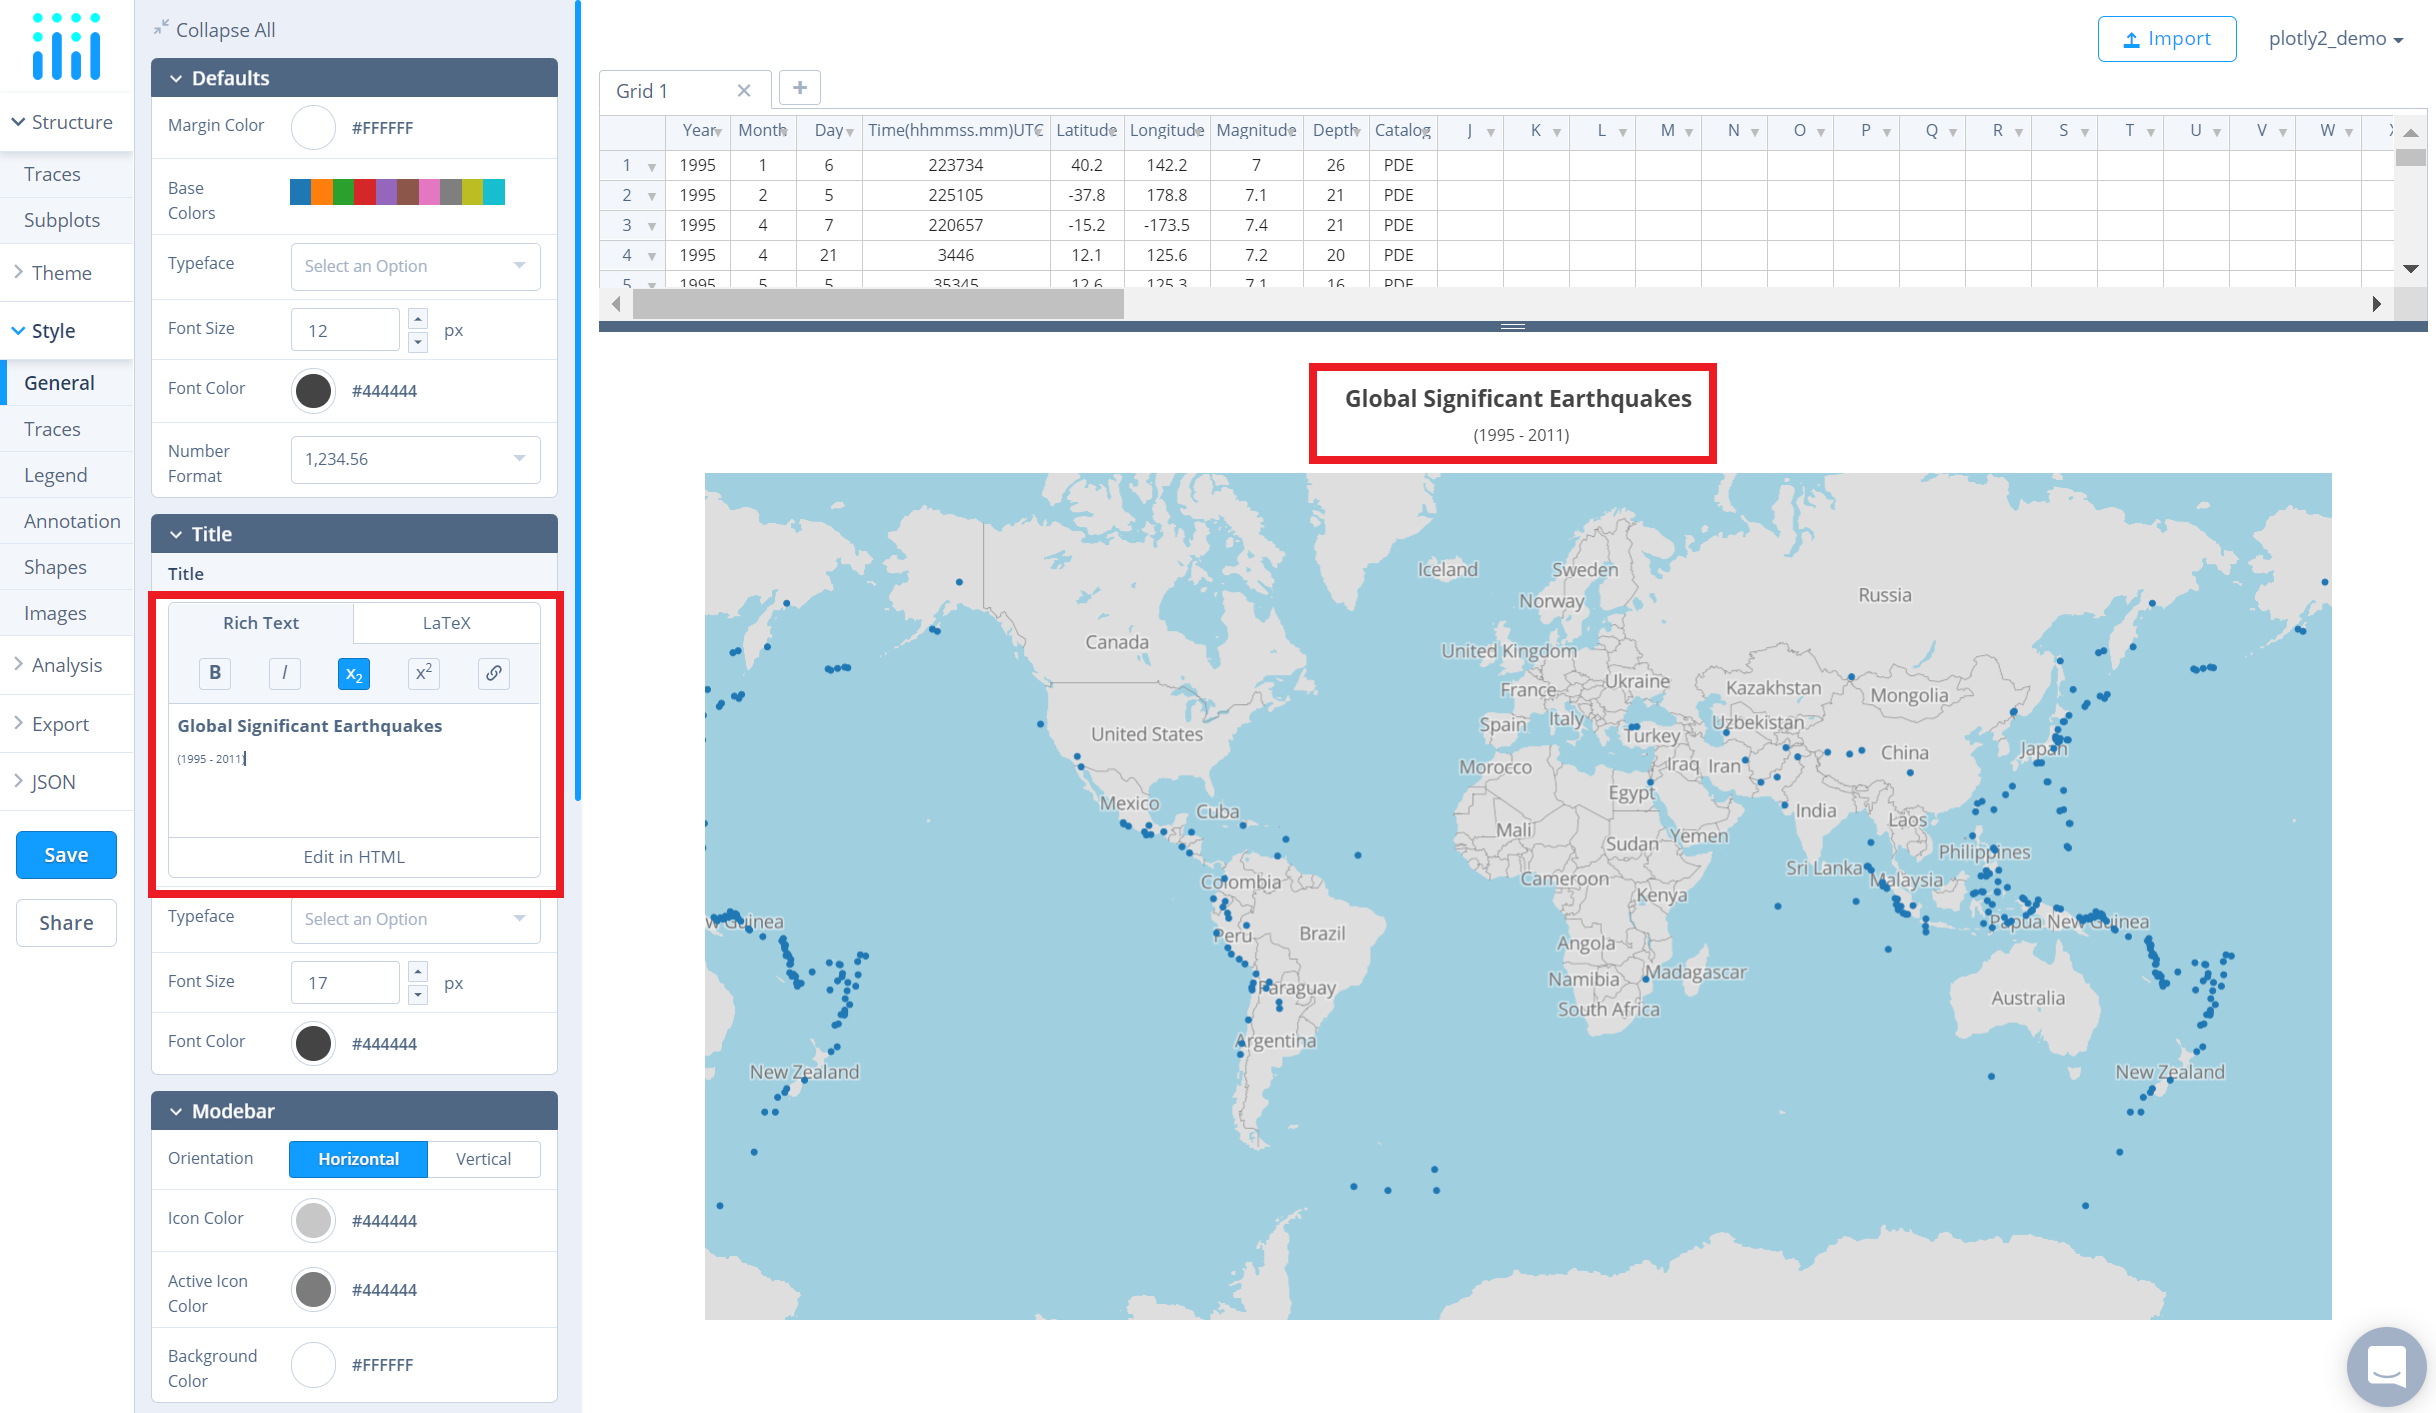 Collapse All
Import
plotly2_demo
Structure
Traces
Subplots
Theme
Style
General
Traces
Legend
Annotation
Shapes
Images
Analysis
Export
JSON
Save
Share
Defaults
Margin Color #FFFFFF
Base Colors
Typeface Select an Option
Font Size 12 px
Font Color #444444
Number Format 1,234.56
Title
Title
Rich Text LaTeX
B I x2 x2
Global Significant Earthquakes
(1995 - 2011)
Edit in HTML
Typeface Select an Option
Font Size 17 px
Font Color #444444
Modebar
Orientation Horizontal Vertical
Icon Color #444444
Active Icon Color #444444
Background Color #FFFFFF
Grid 1
Year Month Day Time(hhmmss.mm)UTC Latitude Longitude Magnitude Depth Catalog J K L M N O P Q R S T U V W
1 1995 1 6 223734 40.2 142.2 7 26 PDE
2 1995 2 5 225105 -37.8 178.8 7.1 21 PDE
3 1995 4 7 220657 -15.2 -173.5 7.4 21 PDE
4 1995 4 21 3446 12.1 125.6 7.2 20 PDE
5 1995 5 5 35345 12.6 125.3 7.1 16 PDE
Global Significant Earthquakes
(1995 - 2011)
Iceland
Sweden
Norway
Russia
Canada
United Kingdom
Ukraine
France
Kazakhstan
Mongolia
Spain
Italy
Uzbekistan
United States
Turkey
Japan
China
Morocco
Iraq
Iran
Egypt
Mexico
Cuba
India
Laos
Mali
Yemen
Sudan
Philippines
Sri Lanka
Colombia
Cameroon
Malaysia
Kenya
w Guinea
Papua New Guinea
Peru
Brazil
Angola
Namibia
Madagascar
Paraguay
Australia
South Africa
Argentina
New Zealand
New Zealand